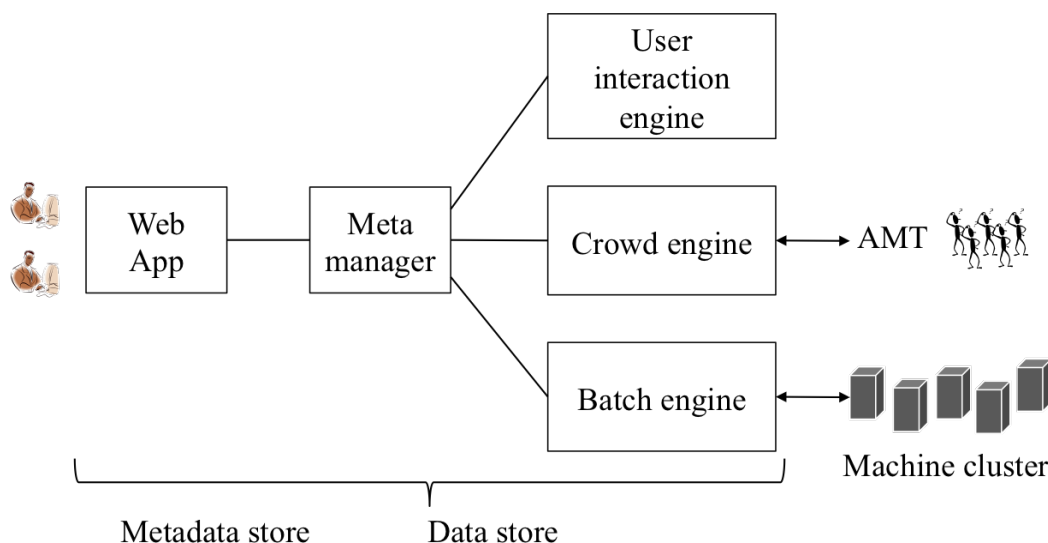 User
interaction
engine
Web
App
Meta
manager
Crowd engine
AMT
Batch engine
Machine cluster
Metadata store
Data store